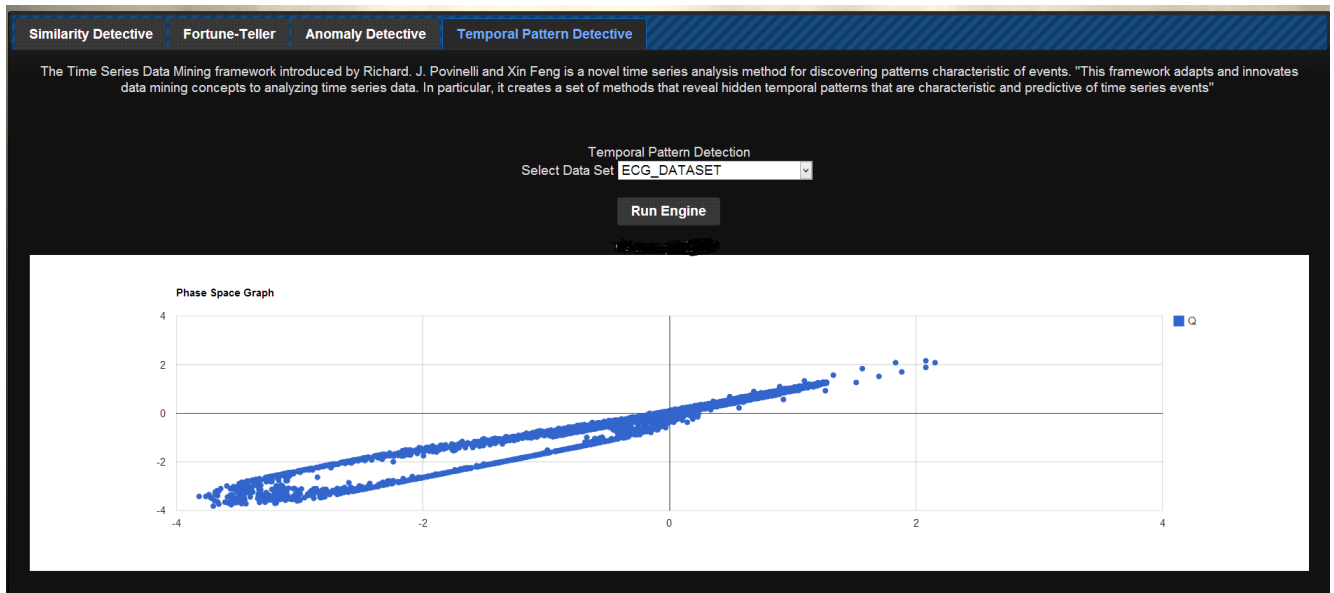 Similarity Detective Fortune-Teller Anomaly Detective Temporal Pattern Detective
The Time Series Data Mining framework introduced by Richard. J. Povinelli and Xin Feng is a novel time series analysis method for discovering patterns characteristic of events. "This framework adapts and innovates
data mining concepts to analyzing time series data. In particular, it creates a set of methods that reveal hidden temporal patterns that are characteristic and predictive of time series events"
Temporal Pattern Detection
Select Data Set ECG_DATASET
Run Engine
Phase Space Graph
4
2
0
-2
-4
-4 -2 0 2 4
Q